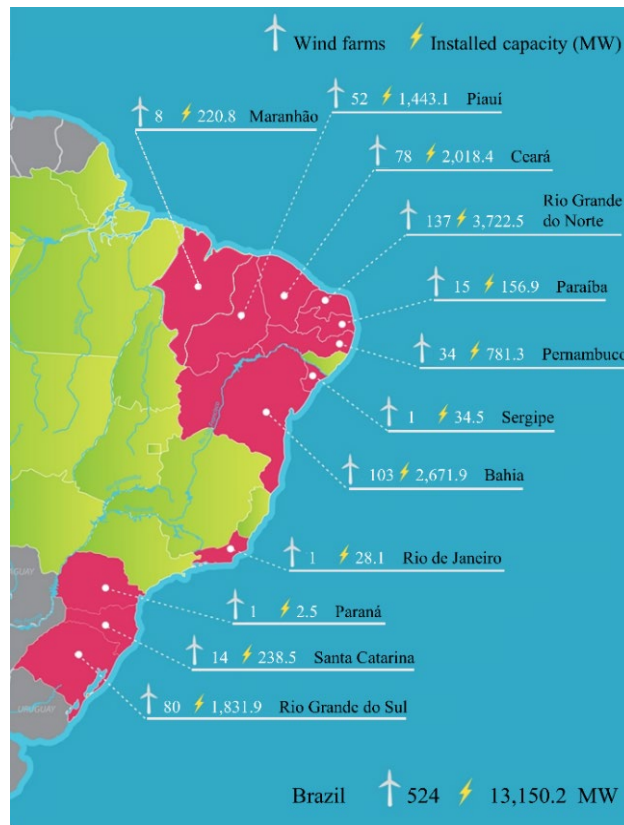 Wind farms Installed capacity (MW)
52 1,443.1 Piauí
8 220.8 Maranhão
78 2,018.4 Ceará
Rio Grande
137 3,722.5 do Norte
15 156.9 Paraíba
34 781.3 Pernambuco
1 34.5 Sergipe
103 2,671.9 Bahia
1 28.1 Rio de Janeiro
1 2.5 Paraná
14 238.5 Santa Catarina
80 1,831.9 Rio Grande do Sul
URUGUAY
Brazil 524 13,150.2 MW